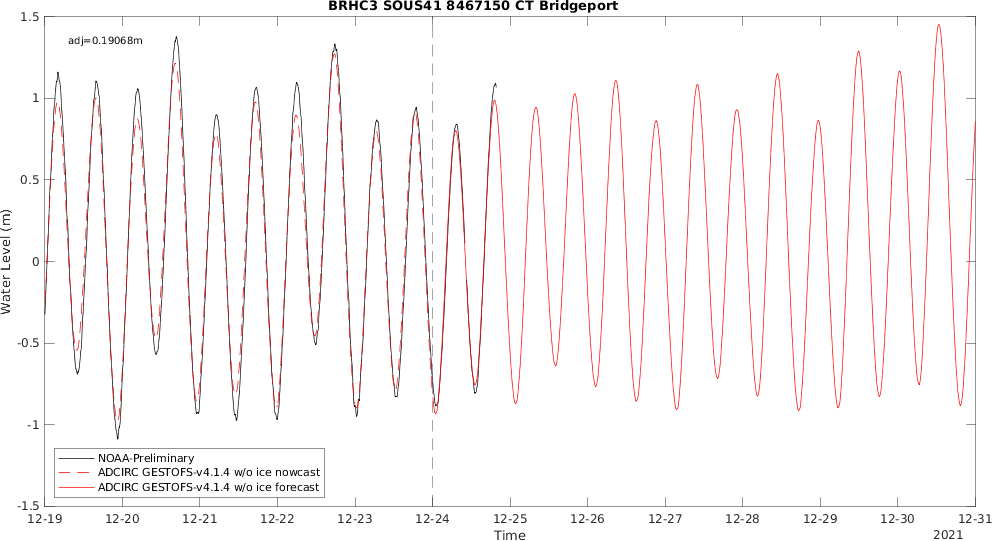 BRHC3 SOUS41 8467150 CT Bridgeport
adj=0.19068m
1.5
1
0.5
0
-0.5
-1
-1.5
Water Level (m)
NOAA-Preliminary
ADCIRC GESTOFS-v4.1.4 w/o ice nowcast
ADCIRC GESTOFS-v4.1.4 w/o ice forecast
12-19 12-20 12-21 12-22 12-23 12-24 12-25 12-26 12-27 12-28 12-29 12-30 12-31
Time
2021